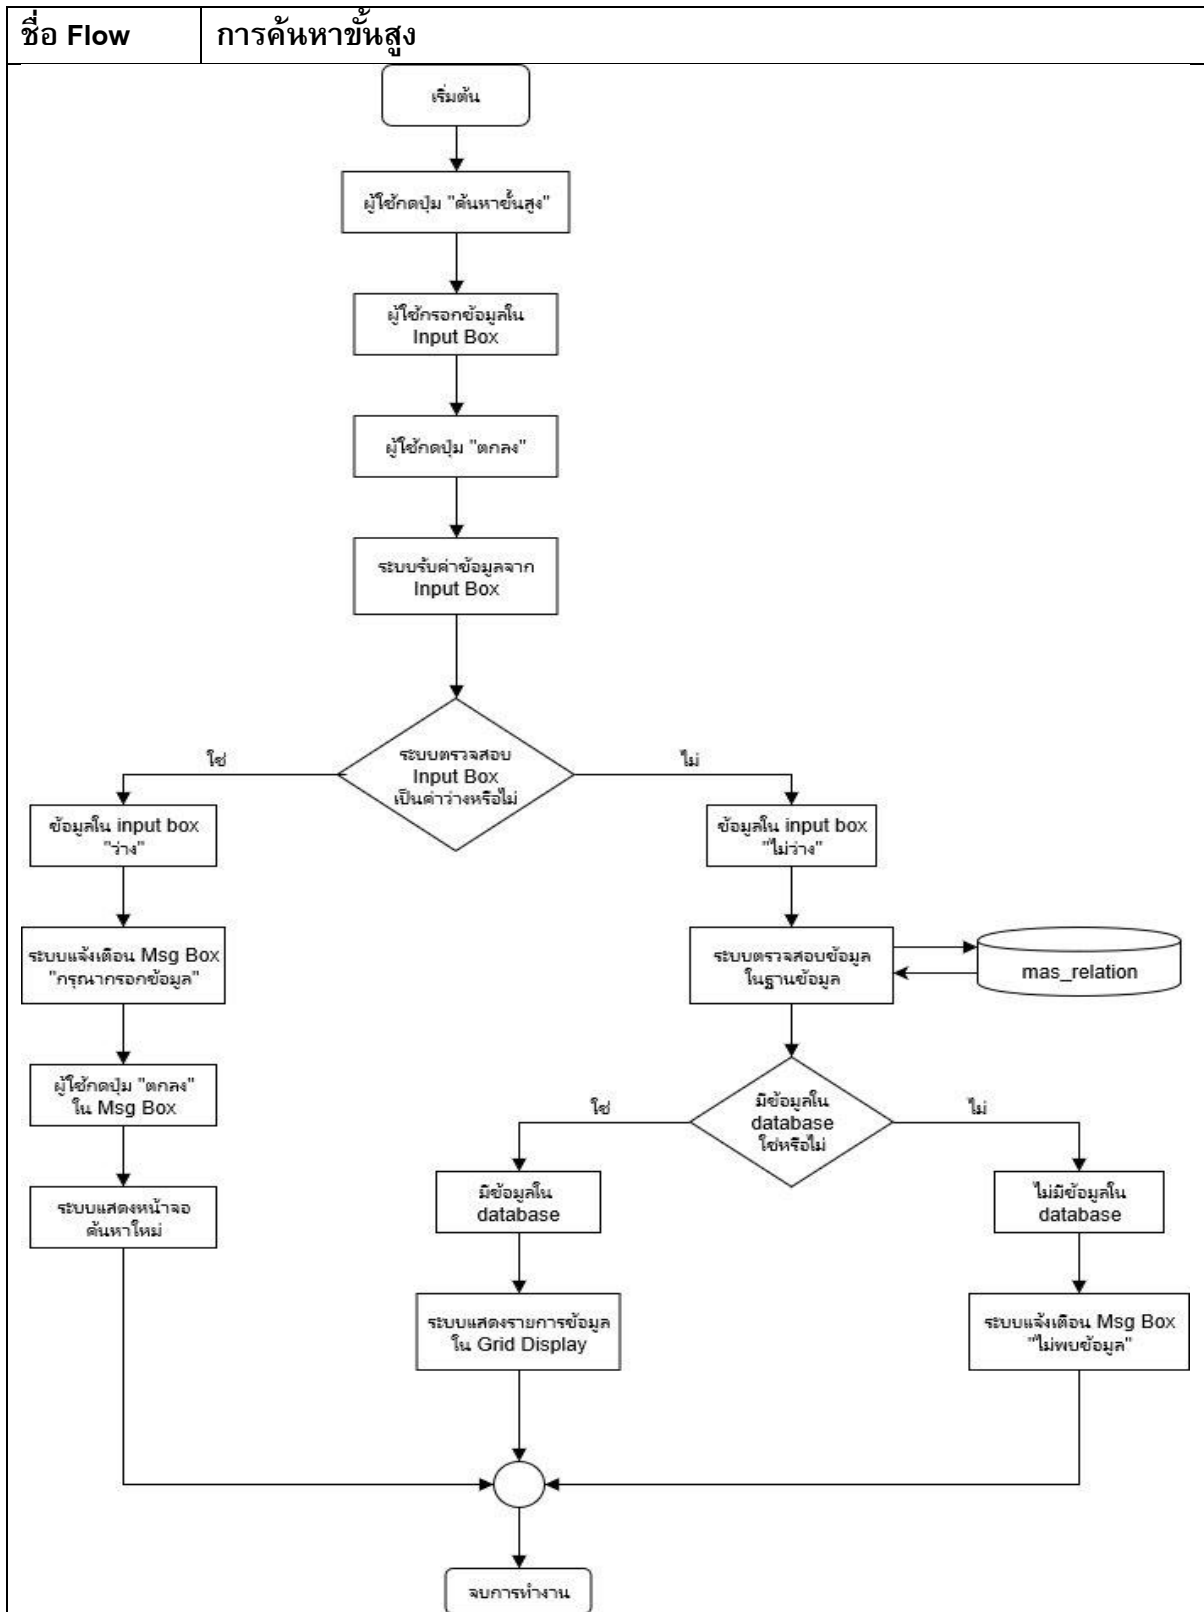 ชื่อ Flow
การค้นหาขั้นสูง
เริ่มต้น
ผู้ใช้กดปุ่ม "ค้นหาขั้นสูง"
ผู้ใช้กรอกข้อมูลใน
Input Box
ผู้ใช้กดปุ่ม "ตกลง"
ระบบรับค่าข้อมูลจาก
Input Box
ระบบตรวจสอบ
Input Box
เป็นค่าว่างหรือไม่
ใช่
ไม่
ข้อมูลใน input box
"ว่าง"
ข้อมูลใน input box
"ไม่ว่าง"
ระบบแจ้งเตือน Msg Box
"กรุณากรอกข้อมูล"
ระบบตรวจสอบข้อมูล
ในฐานข้อมูล
mas_relation
ผู้ใช้กดปุ่ม "ตกลง"
ใน Msg Box
มีข้อมูลใน
database
ใช่หรือไม่
ใช่
ไม่
ระบบแสดงหน้าจอ
ค้นหาใหม่
มีข้อมูลใน
database
ไม่มีข้อมูลใน
database
ระบบแสดงรายการข้อมูล
ใน Grid Display
ระบบแจ้งเตือน Msg Box
"ไม่พบข้อมูล"
จบการทำงาน